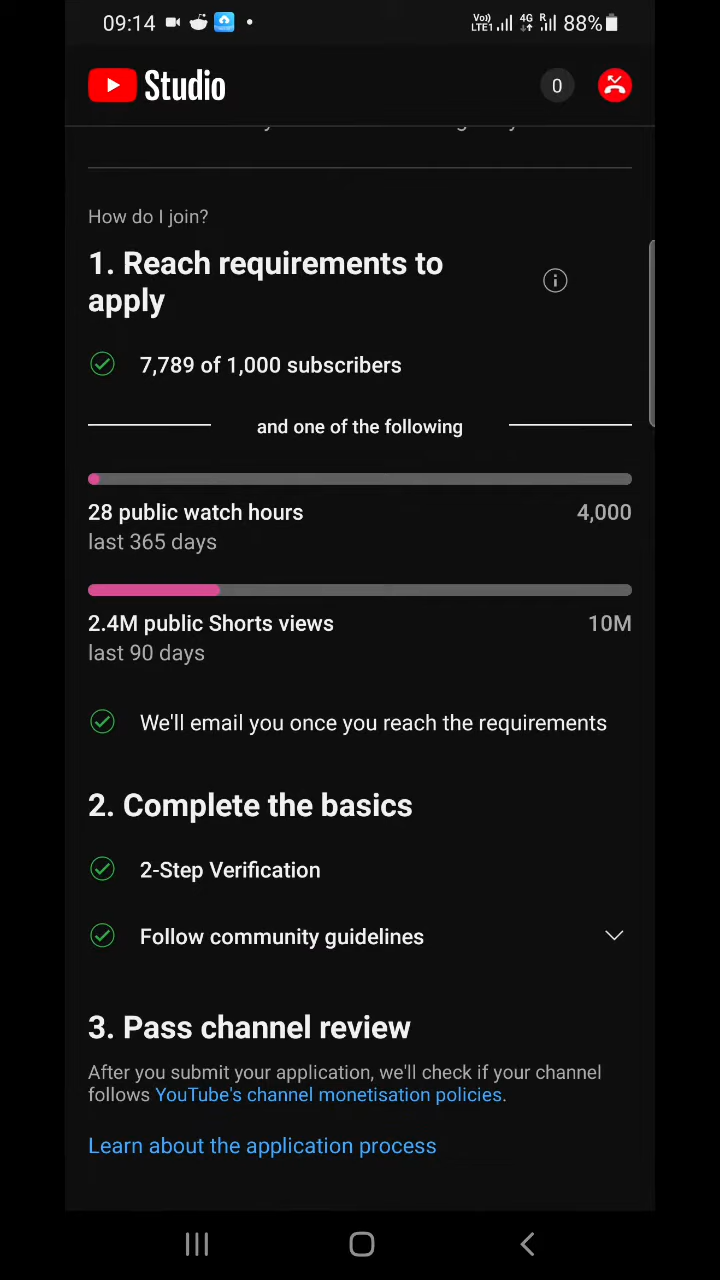 09:14
Vo)) LTE1 4G R 88%
Studio
0
How do I join?
1. Reach requirements to
apply
7,789 of 1,000 subscribers
and one of the following
28 public watch hours 4,000
last 365 days
2.4M public Shorts views 10M
last 90 days
We'll email you once you reach the requirements
2. Complete the basics
2-Step Verification
Follow community guidelines
3. Pass channel review
After you submit your application, we'll check if your channel
follows YouTube's channel monetisation policies.
Learn about the application process